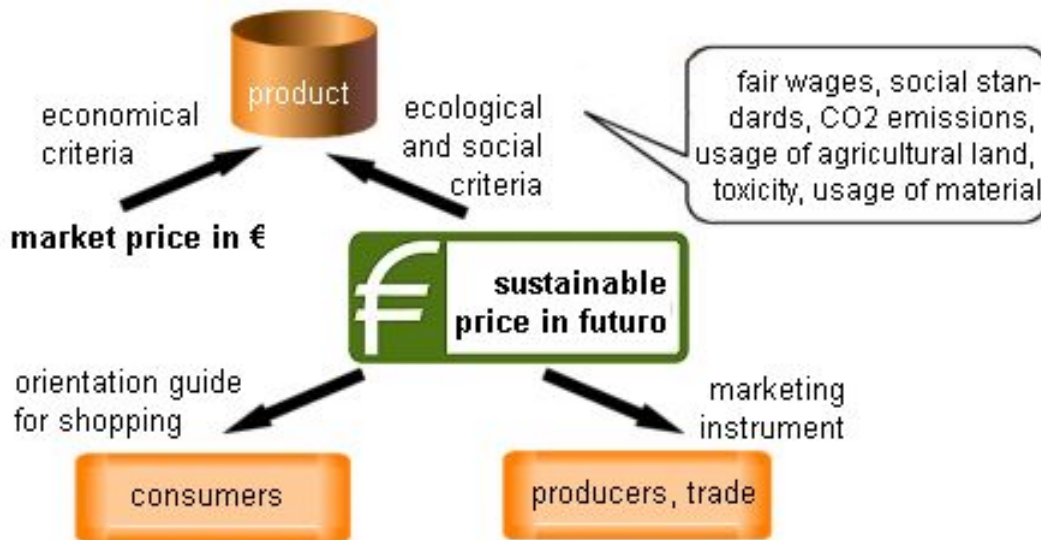 product
economical
criteria
ecological
and social
criteria
fair wages, social stan-
dards, CO2 emissions,
usage of agricultural land,
toxicity, usage of material
market price in €
sustainable
price in futuro
orientation guide
for shopping
marketing
instrument
consumers
producers, trade